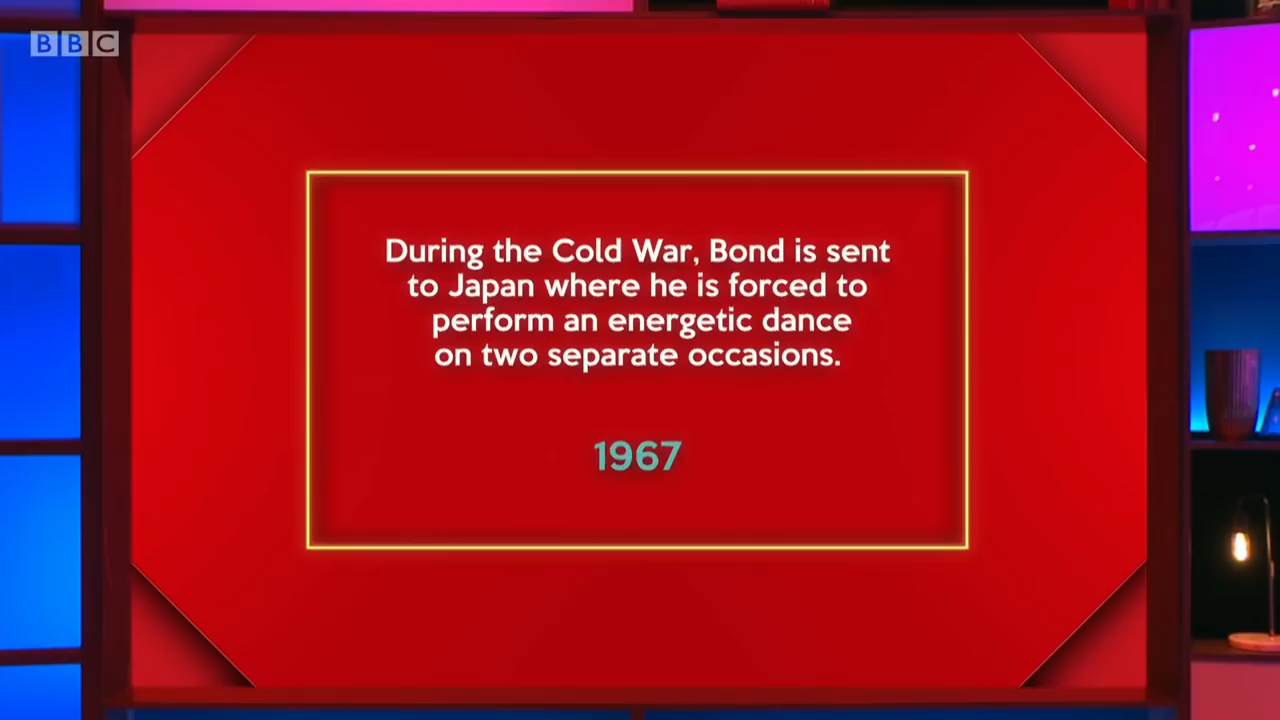 BBC
During the Cold War, Bond is sent
to Japan where he is forced to
perform an energetic dance
on two separate occasions.
1967